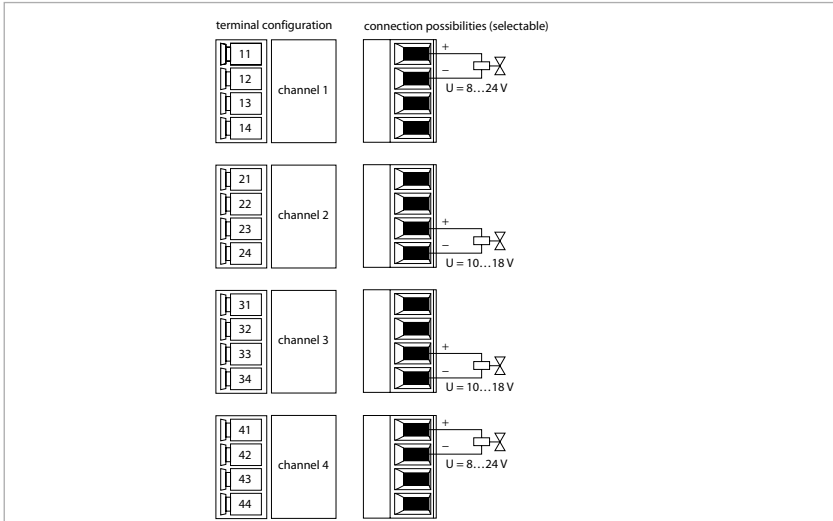 terminal configuration
connection possibilities (selectable)
11
12
13
14
channel 1
+
−
U = 8…24 V
21
22
23
24
channel 2
+
−
U = 10…18 V
31
32
33
34
channel 3
+
−
U = 10…18 V
41
42
43
44
channel 4
+
−
U = 8…24 V